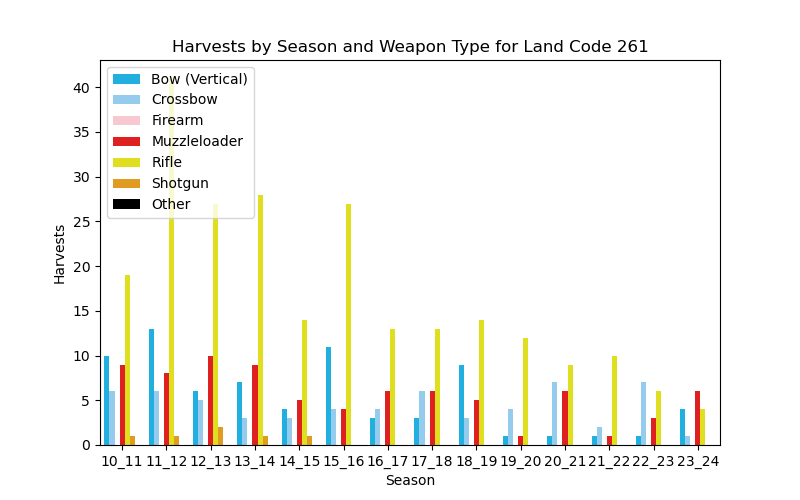 Harvests by Season and Weapon Type for Land Code 261
Bow (Vertical)
Crossbow
Firearm
Muzzleloader
Rifle
Shotgun
Other
40
35
30
25
20
15
10
5
0
Harvests
10_11 11_12 12_13 13_14 14_15 15_16 16_17 17_18 18_19 19_20 20_21 21_22 22_23 23_24
Season